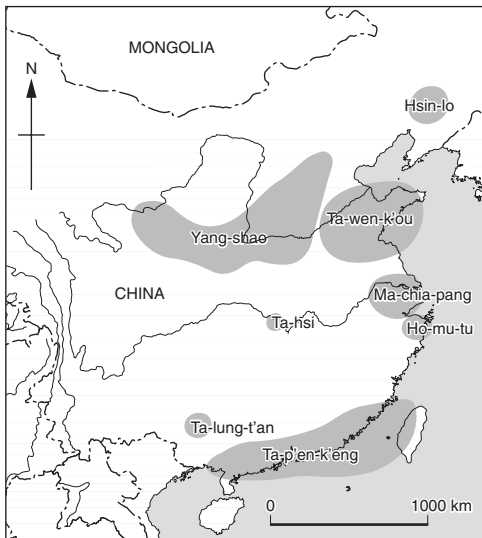 MONGOLIA
N
Hsin-lo
Ta-wen-k'ou
Yang-shao
CHINA
Ma-chia-pang
Ta-hsi
Ho-mu-tu
Ta-lung-t'an
Ta-p'en-k'eng
0 1000 km